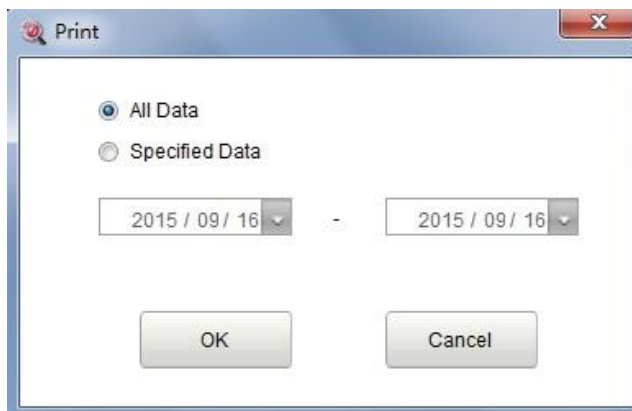 Print
All Data
Specified Data
2015 / 09 / 16 - 2015 / 09 / 16
OK Cancel